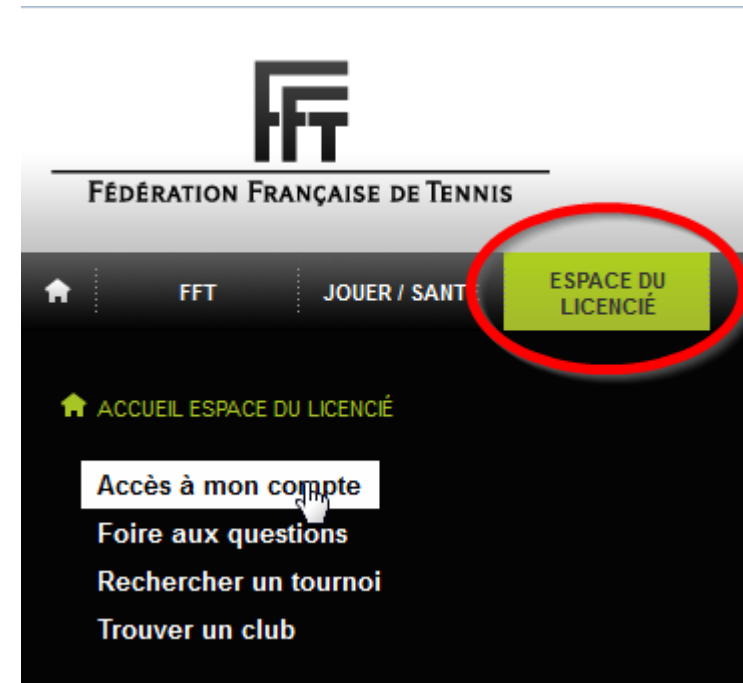 FFT
FÉDÉRATION FRANÇAISE DE TENNIS
FFT
JOUER / SANTÉ
ESPACE DU
LICENCIÉ
ACCUEIL ESPACE DU LICENCIÉ
Accès à mon compte
Foire aux questions
Rechercher un tournoi
Trouver un club